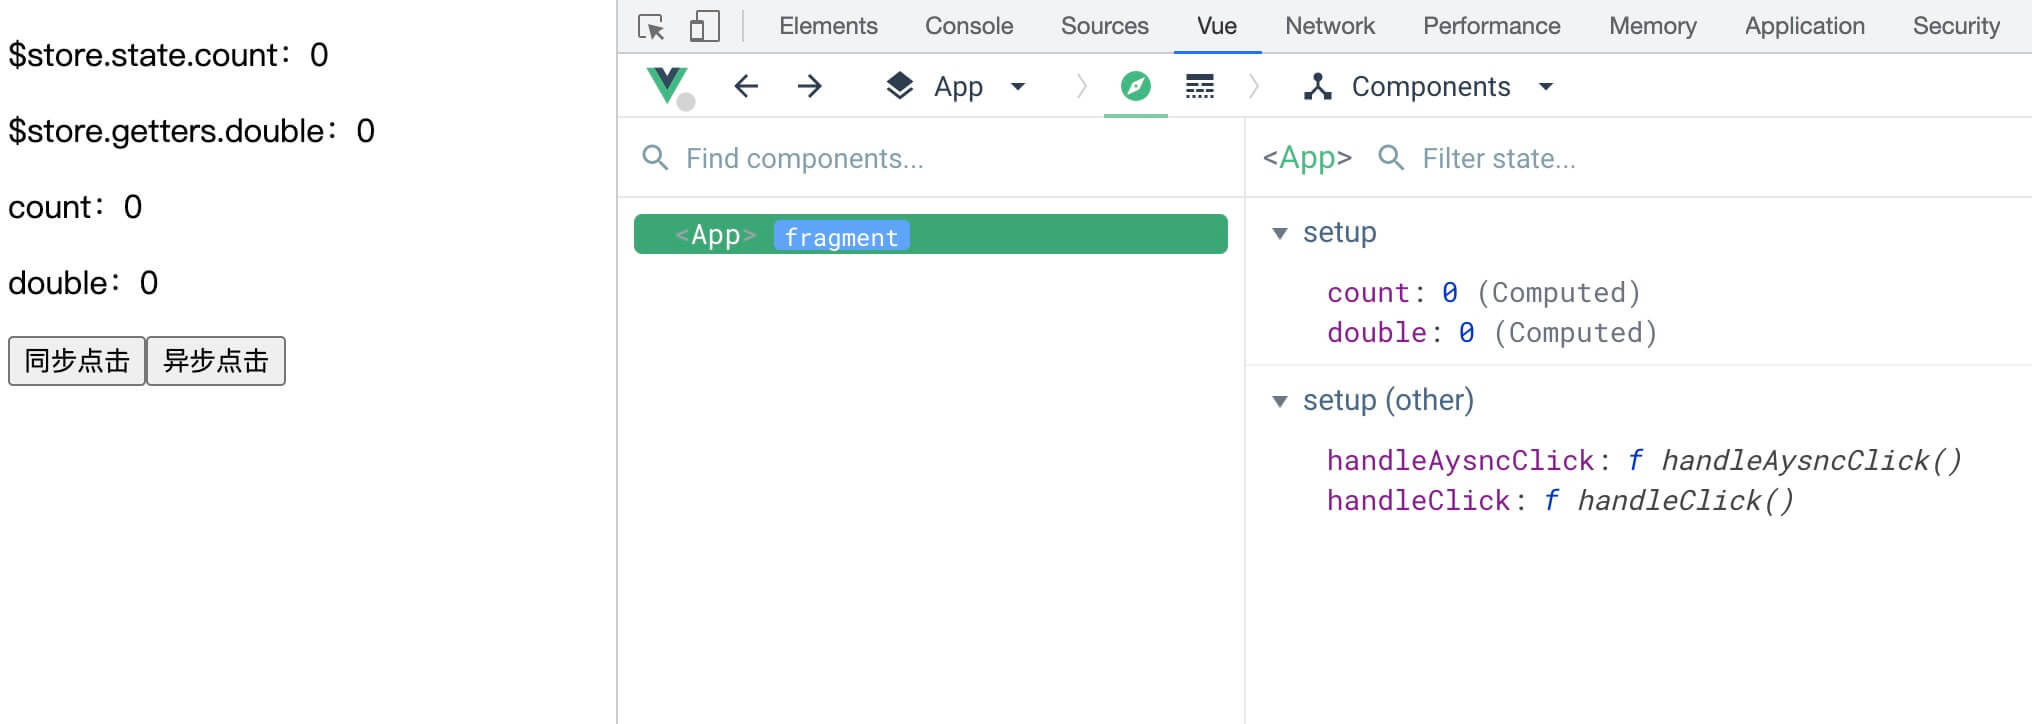 $store.state.count：0
$store.getters.double：0
count：0
double：0
同步点击 异步点击
Elements Console Sources Vue Network Performance Memory Application Security
App Components
Find components...
<App> fragment
<App> Filter state...
setup
count: 0 (Computed)
double: 0 (Computed)
setup (other)
handleAysncClick: f handleAysncClick()
handleClick: f handleClick()